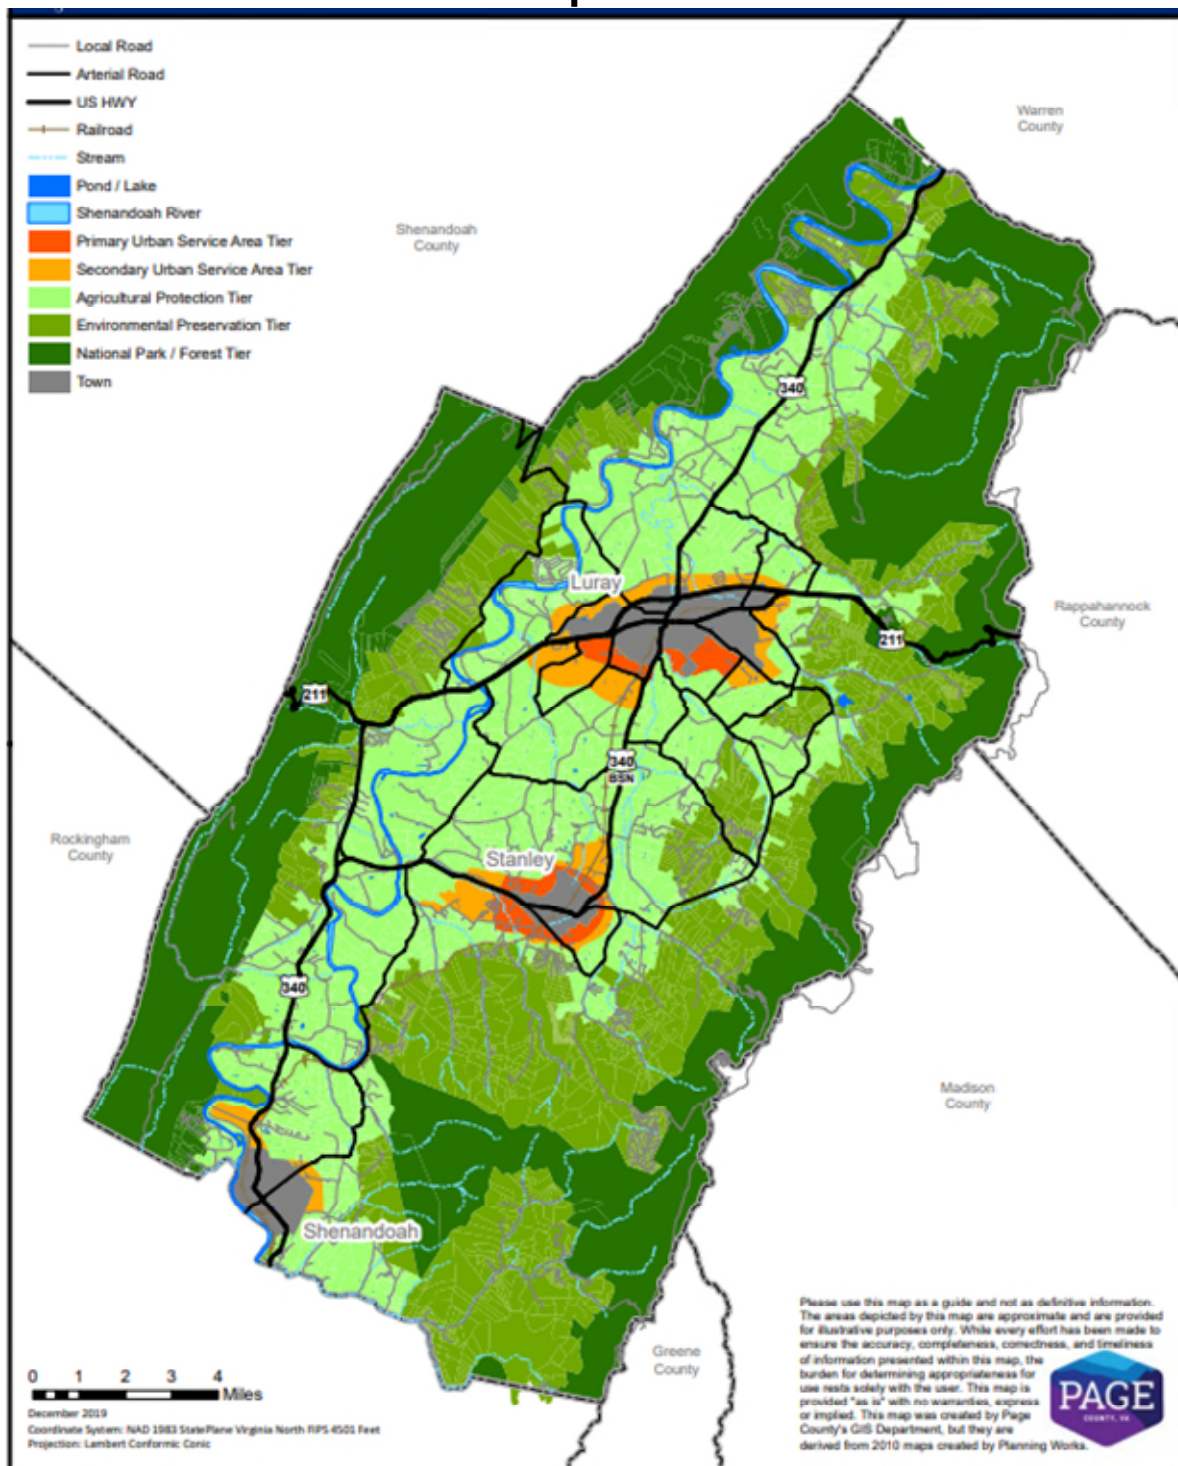 Local Road
Arterial Road
US HWY
Railroad
Stream
Pond / Lake
Shenandoah River
Primary Urban Service Area Tier
Secondary Urban Service Area Tier
Agricultural Protection Tier
Environmental Preservation Tier
National Park / Forest Tier
Town
Warren
County
Shenandoah
County
340
Luray
Rappahannock
County
211
211
340
BSN
Rockingham
County
Stanley
340
Madison
County
Shenandoah
Greene
County
0 1 2 3 4
Miles
December 2019
Coordinate System: NAD 1983 StatePlane Virginia North FIPS 4501 Feet
Projection: Lambert Conformic Conic
Please use this map as a guide and not as definitive information.
The areas depicted by this map are approximate and are provided
for illustrative purposes only. While every effort has been made to
ensure the accuracy, completeness, correctness, and timeliness
of information presented within this map, the
burden for determining appropriateness for
use rests solely with the user. This map is
provided "as is" with no warranties, express
or implied. This map was created by Page
County's GIS Department, but they are
derived from 2010 maps created by Planning Works.
PAGE
COUNTY, VA